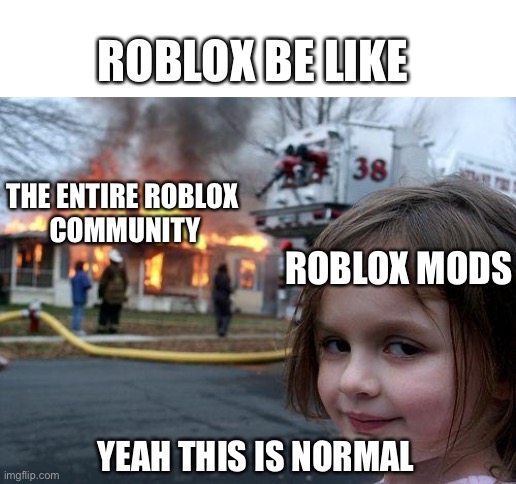 ROBLOX BE LIKE
38
THE ENTIRE ROBLOX
COMMUNITY
ROBLOX MODS
YEAH THIS IS NORMAL
imgflip.com